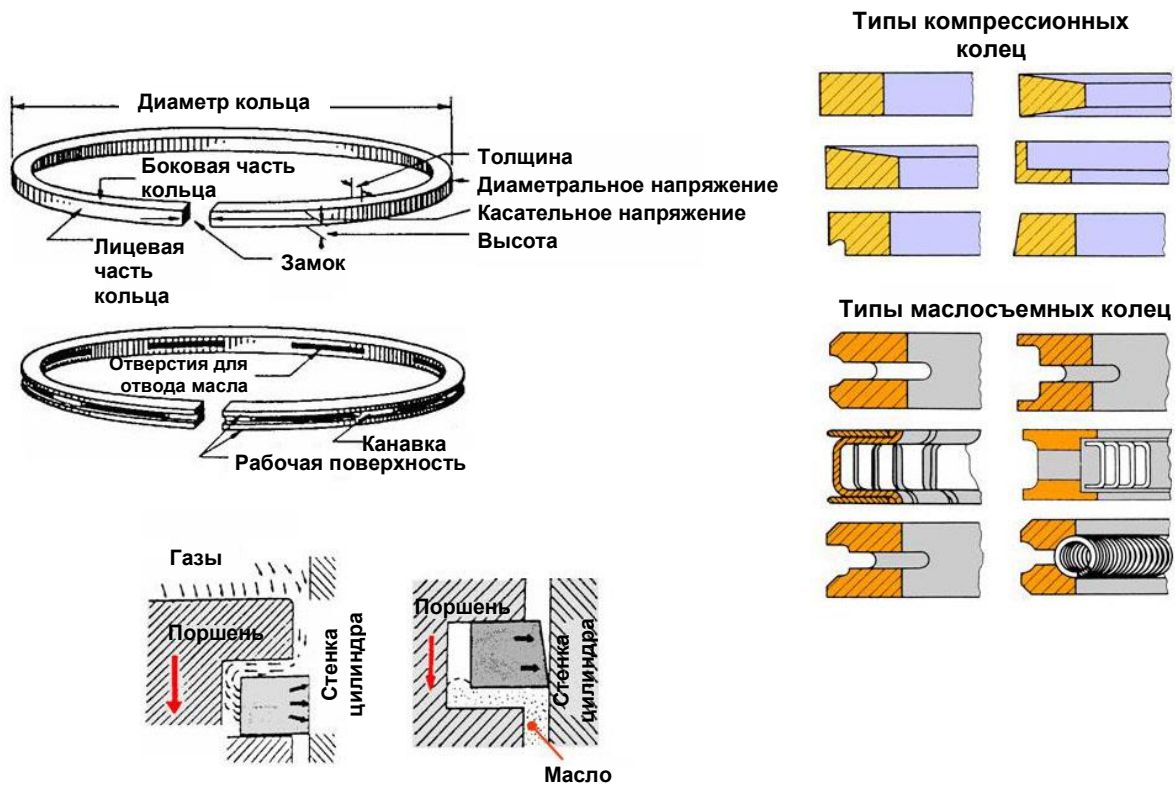 Типы компрессионных
колец
Диаметр кольца
Боковая часть
кольца
Толщина
Диаметральное напряжение
Касательное напряжение
Высота
Лицевая
часть
кольца
Замок
Типы маслосъемных колец
Отверстия для
отвода масла
Канавка
Рабочая поверхность
Газы
Поршень
Стенка
цилиндра
Поршень
Стенка
цилиндра
Масло